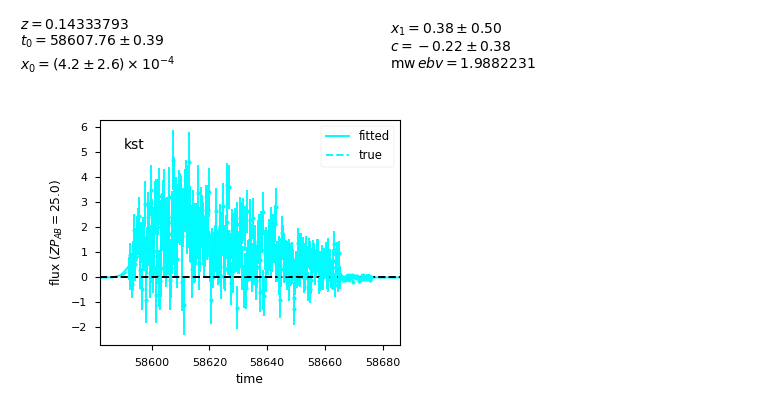 z = 0.14333793
t₀ = 58607.76 ± 0.39
x₀ = (4.2 ± 2.6) × 10⁻⁴
x₁ = 0.38 ± 0.50
c = −0.22 ± 0.38
mw ebv = 1.9882231
kst
fitted
true
flux (ZP_AB = 25.0)
6
5
4
3
2
1
0
−1
−2
58600 58620 58640 58660 58680
time